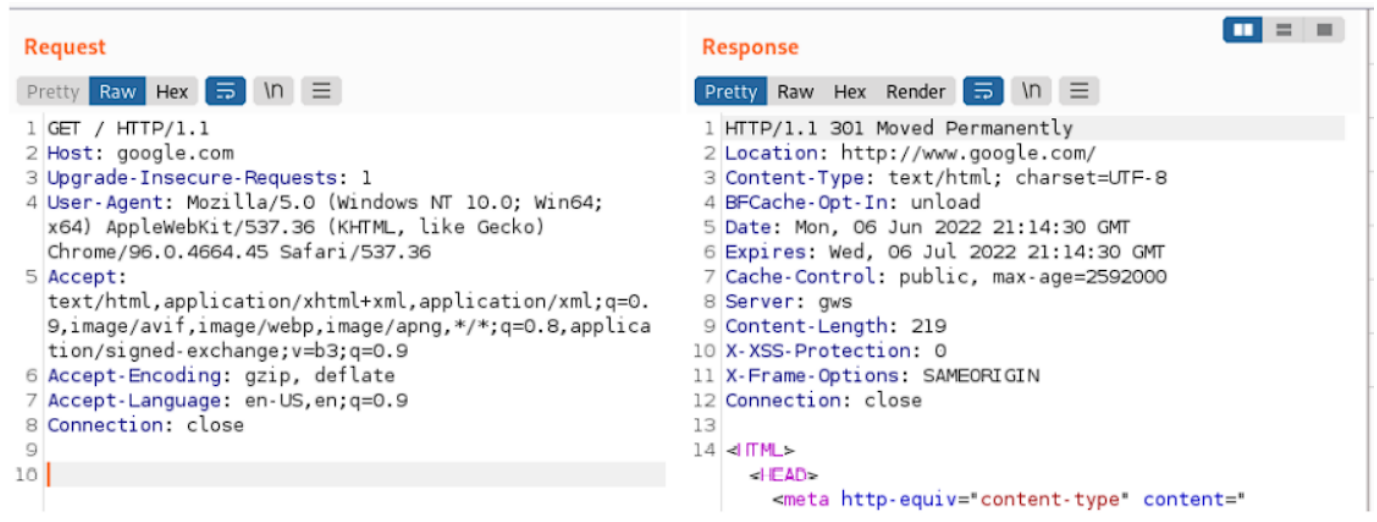 Request
Pretty Raw Hex \n
1 GET / HTTP/1.1
2 Host: google.com
3 Upgrade-Insecure-Requests: 1
4 User-Agent: Mozilla/5.0 (Windows NT 10.0; Win64;
x64) AppleWebKit/537.36 (KHTML, like Gecko)
Chrome/96.0.4664.45 Safari/537.36
5 Accept:
text/html,application/xhtml+xml,application/xml;q=0.
9,image/avif,image/webp,image/apng,*/*;q=0.8,applica
tion/signed-exchange;v=b3;q=0.9
6 Accept-Encoding: gzip, deflate
7 Accept-Language: en-US,en;q=0.9
8 Connection: close
9
10
Response
Pretty Raw Hex Render \n
1 HTTP/1.1 301 Moved Permanently
2 Location: http://www.google.com/
3 Content-Type: text/html; charset=UTF-8
4 BFCache-Opt-In: unload
5 Date: Mon, 06 Jun 2022 21:14:30 GMT
6 Expires: Wed, 06 Jul 2022 21:14:30 GMT
7 Cache-Control: public, max-age=2592000
8 Server: gws
9 Content-Length: 219
10 X-XSS-Protection: 0
11 X-Frame-Options: SAMEORIGIN
12 Connection: close
13
14 <HTML>
<HEAD>
<meta http-equiv="content-type" content="